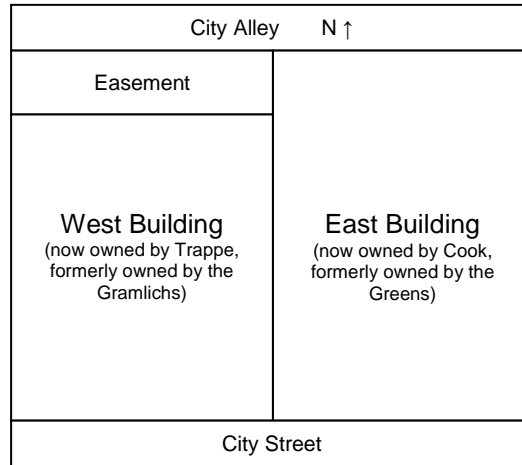 City Alley N ↑
Easement
West Building
(now owned by Trappe,
formerly owned by the
Gramlichs)
East Building
(now owned by Cook,
formerly owned by the
Greens)
City Street